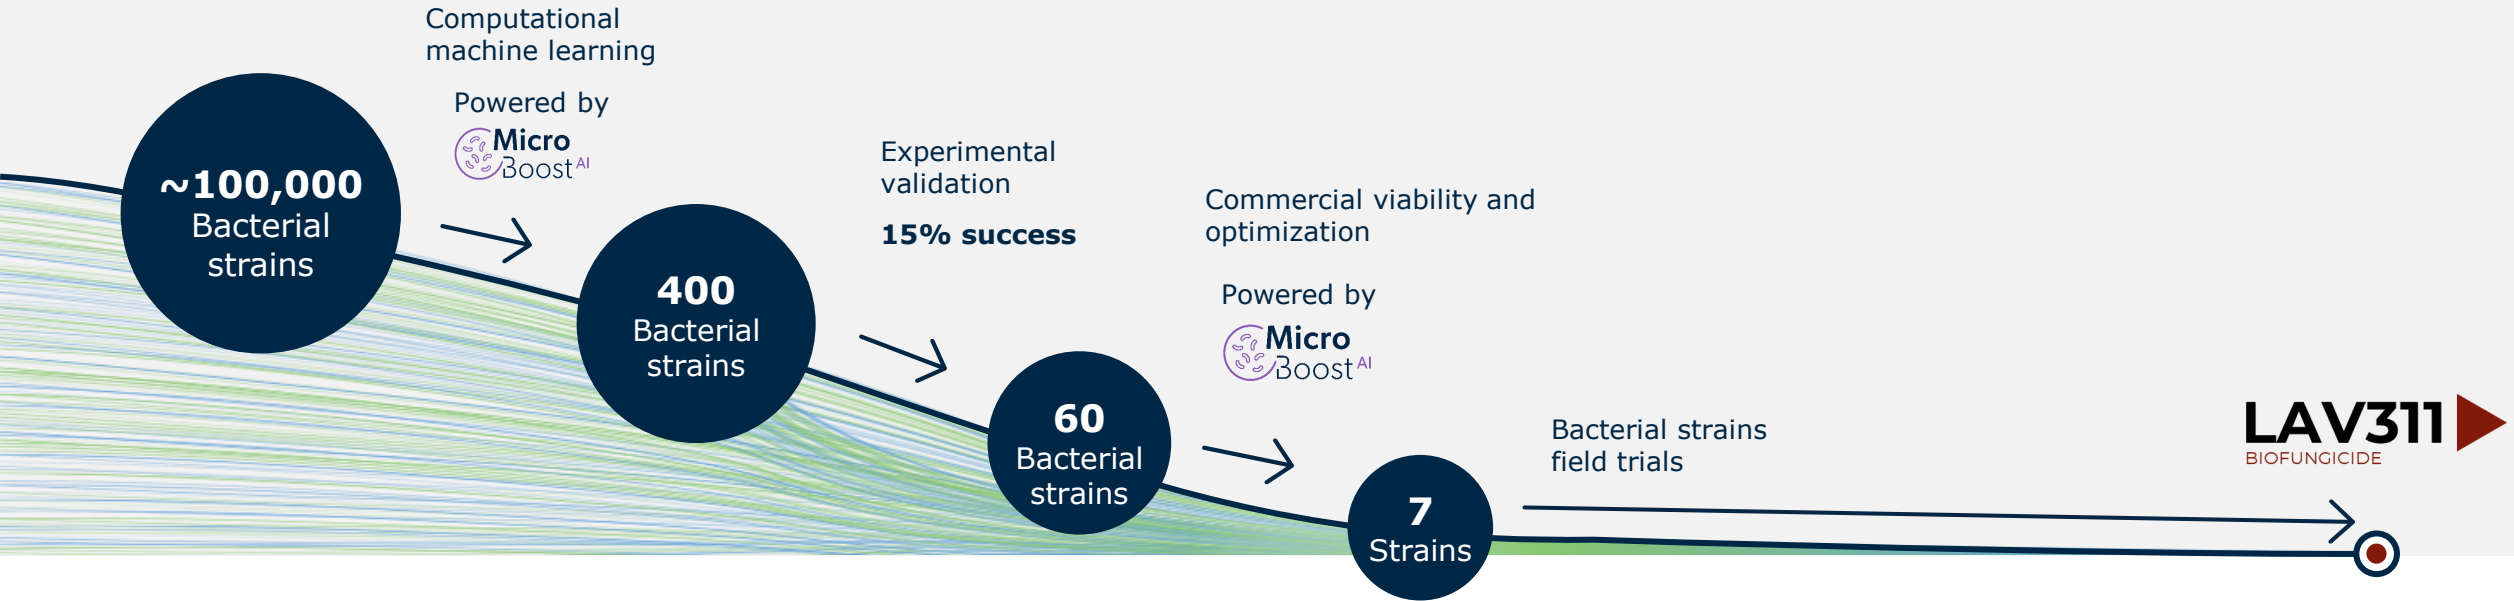 Computational
machine learning
Powered by
Micro
Boost AI
~100,000
Bacterial
strains
Experimental
validation
15% success
400
Bacterial
strains
Commercial viability and
optimization
Powered by
Micro
Boost AI
60
Bacterial
strains
Bacterial strains
field trials
7
Strains
LAV311
BIOFUNGICIDE